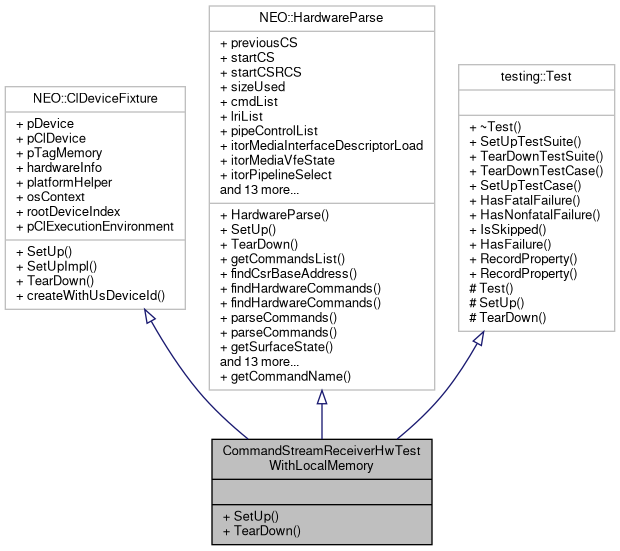 NEO::ClDeviceFixture
+ pDevice
+ pClDevice
+ pTagMemory
+ hardwareInfo
+ platformHelper
+ osContext
+ rootDeviceIndex
+ pClExecutionEnvironment
+ SetUp()
+ SetUpImpl()
+ TearDown()
+ createWithUsDeviceId()
NEO::HardwareParse
+ previousCS
+ startCS
+ startCSRCS
+ sizeUsed
+ cmdList
+ lriList
+ pipeControlList
+ itorMediaInterfaceDescriptorLoad
+ itorMediaVfeState
+ itorPipelineSelect
and 13 more...
+ HardwareParse()
+ SetUp()
+ TearDown()
+ getCommandsList()
+ findCsrBaseAddress()
+ findHardwareCommands()
+ findHardwareCommands()
+ parseCommands()
+ parseCommands()
+ getSurfaceState()
and 13 more...
+ getCommandName()
testing::Test
+ ~Test()
+ SetUpTestSuite()
+ TearDownTestSuite()
+ TearDownTestCase()
+ SetUpTestCase()
+ HasFatalFailure()
+ HasNonfatalFailure()
+ IsSkipped()
+ HasFailure()
+ RecordProperty()
+ RecordProperty()
# Test()
# SetUp()
# TearDown()
CommandStreamReceiverHwTest
WithLocalMemory
+ SetUp()
+ TearDown()